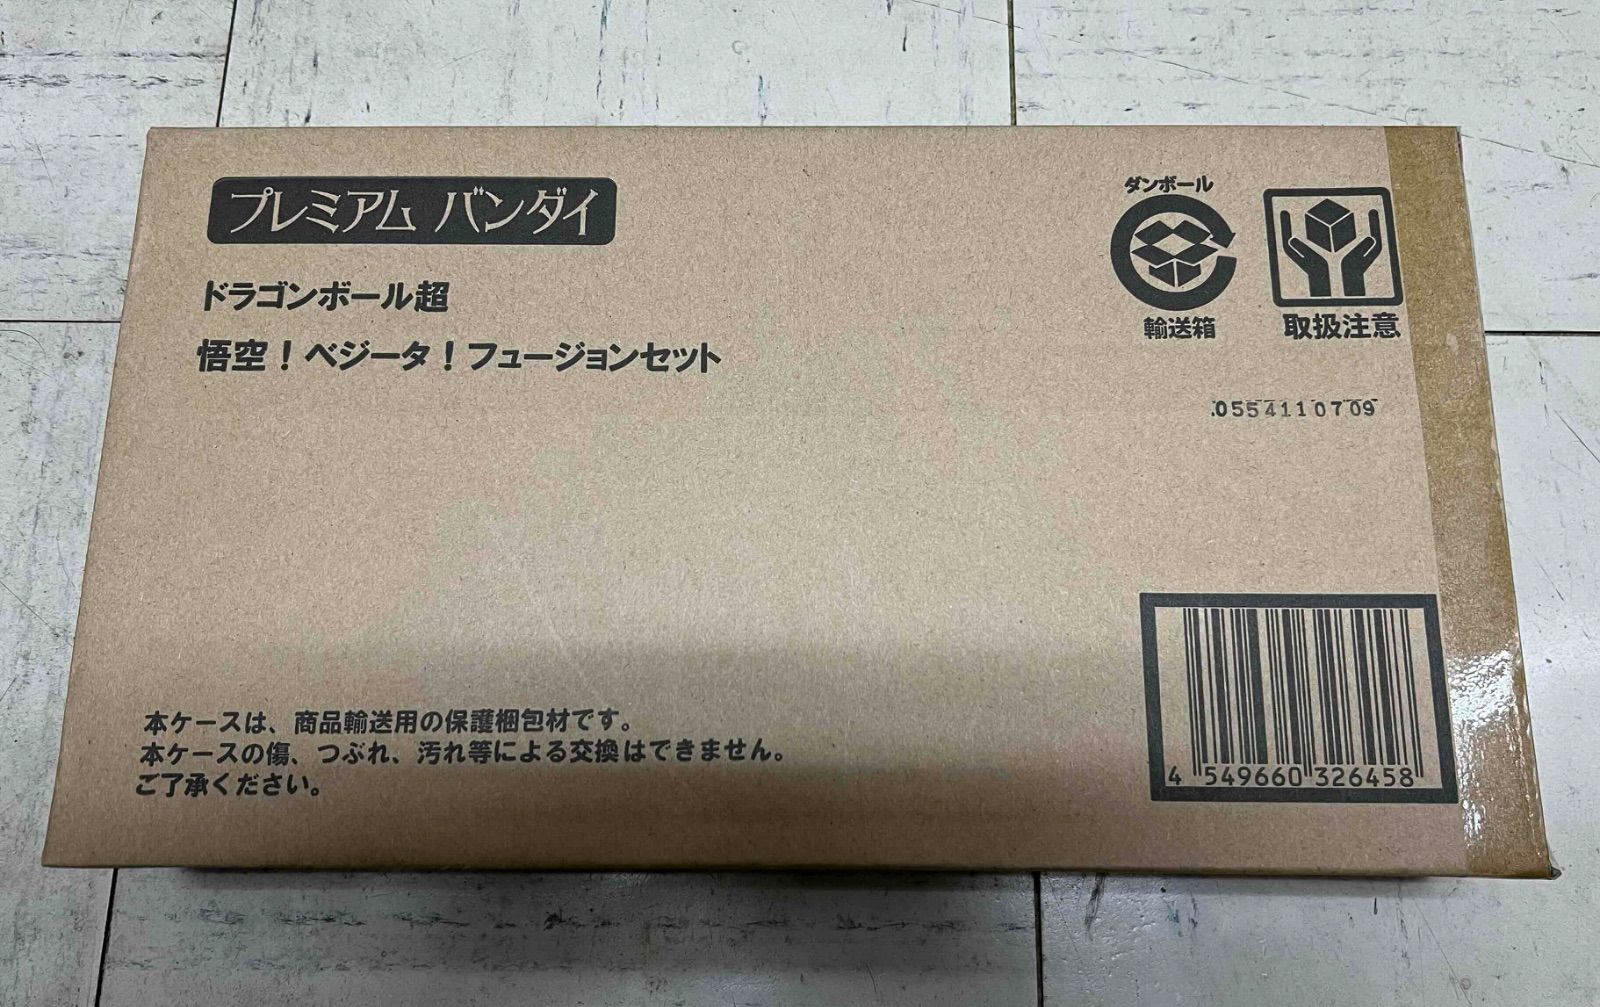 プレミアム バンダイ
ドラゴンボール超
悟空！ベジータ！フュージョンセット
ダンボール
輸送箱
取扱注意
.0554110709
本ケースは、商品輸送用の保護梱包材です。
本ケースの傷、つぶれ、汚れ等による交換はできません。
ご了承ください。
4 549660 326458